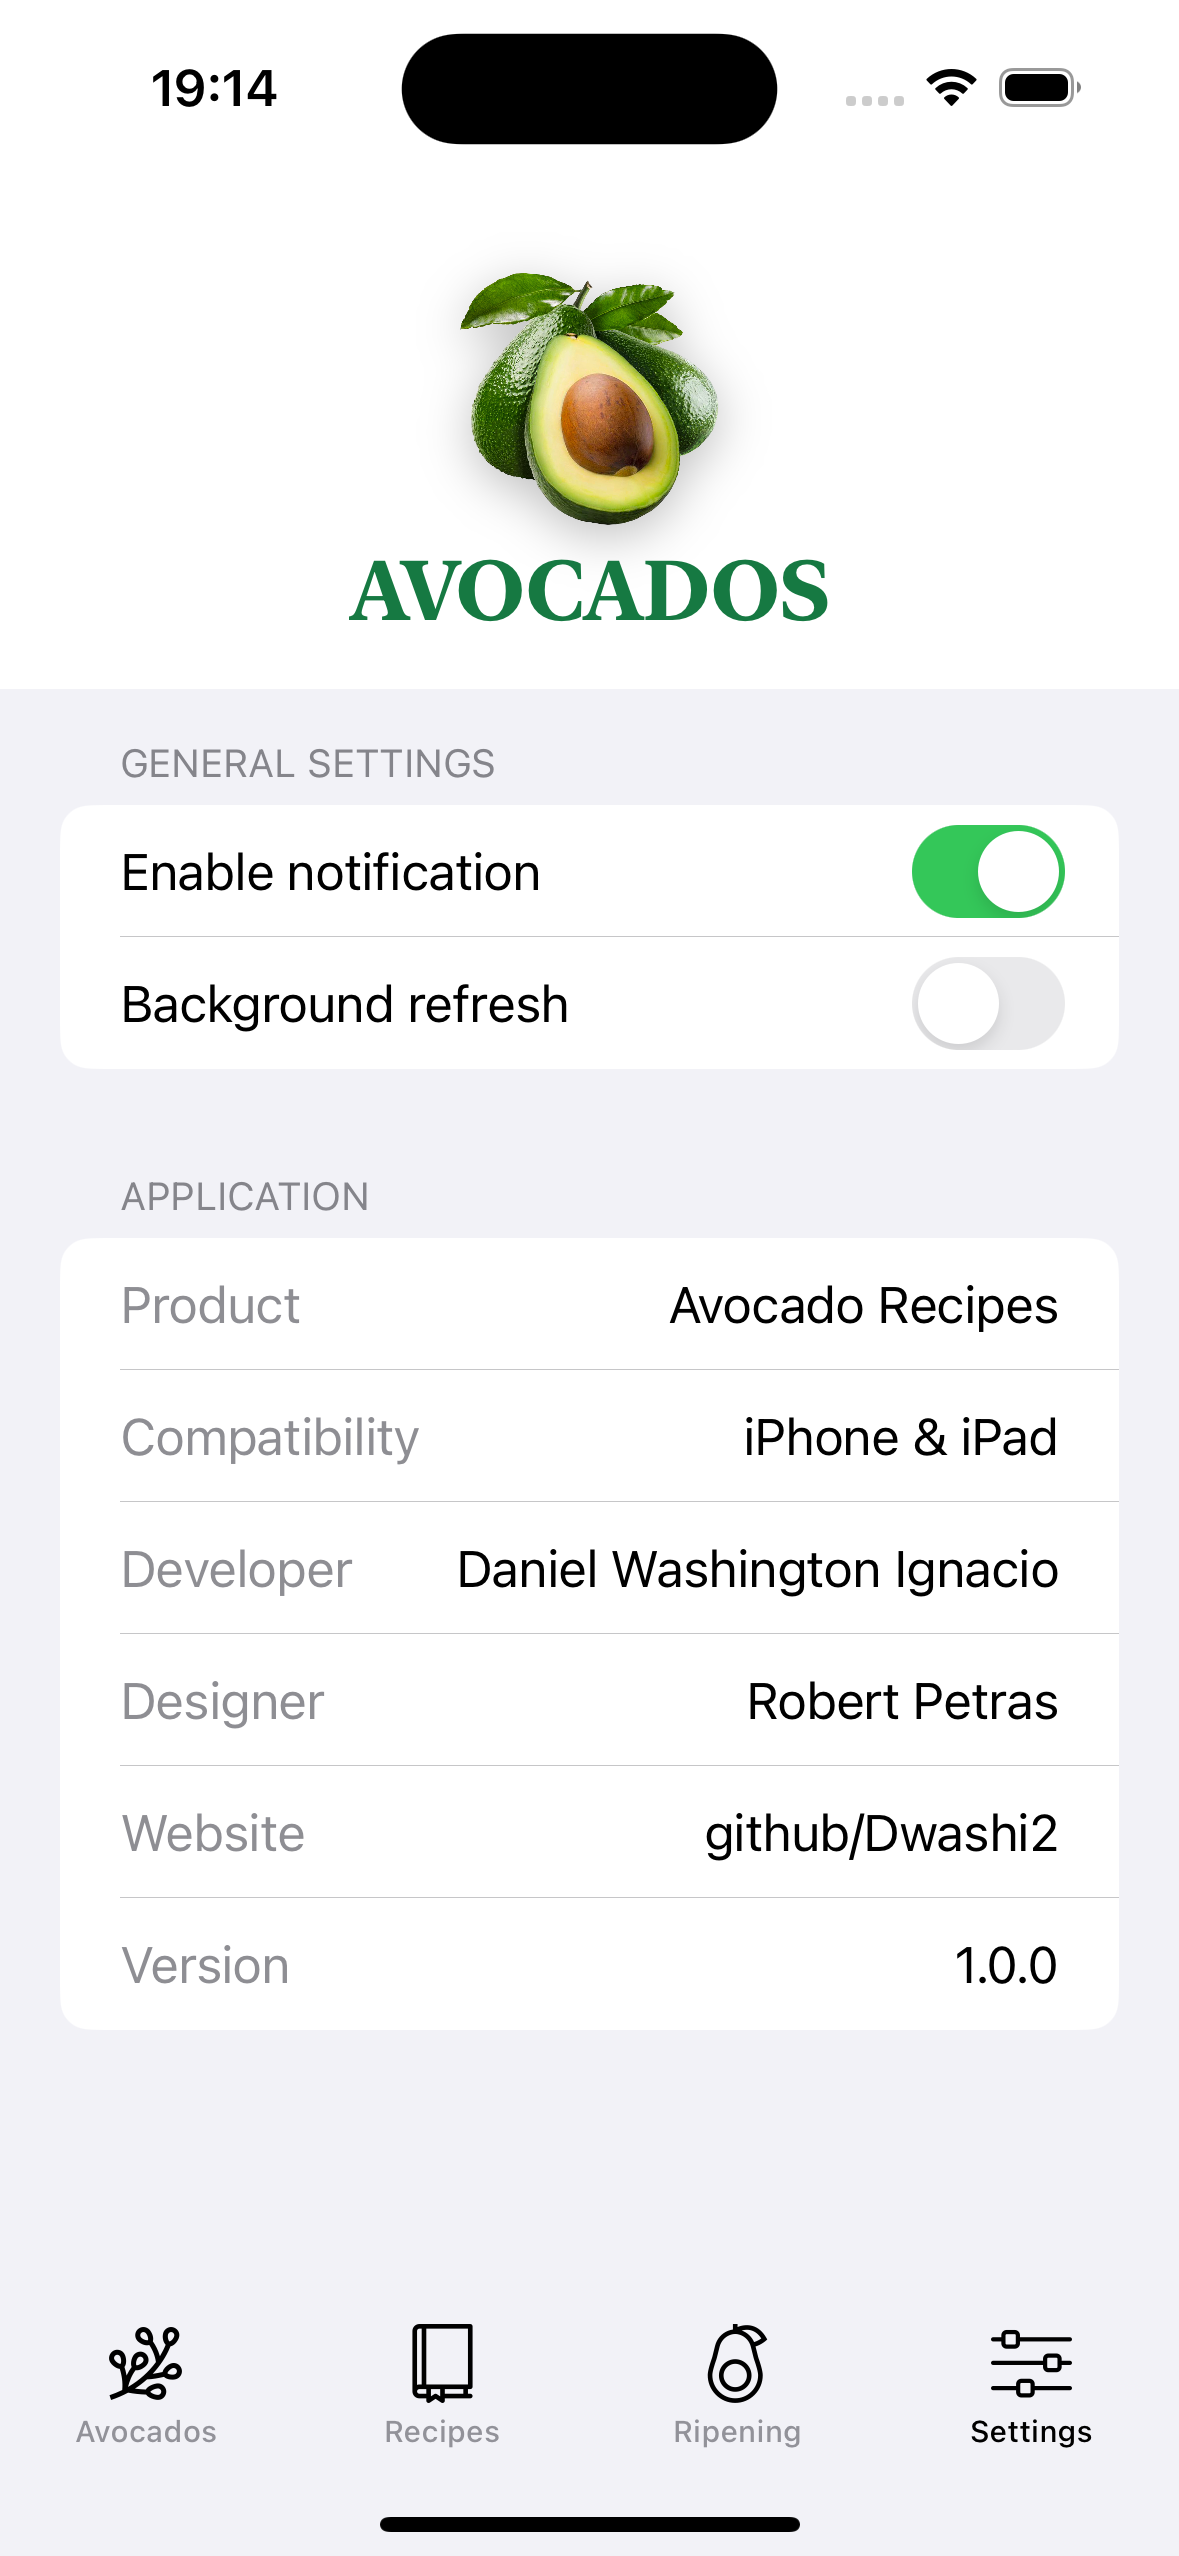 19:14
AVOCADOS
GENERAL SETTINGS
Enable notification
Background refresh
APPLICATION
Product Avocado Recipes
Compatibility iPhone & iPad
Developer Daniel Washington Ignacio
Designer Robert Petras
Website github/Dwashi2
Version 1.0.0
Avocados Recipes Ripening Settings